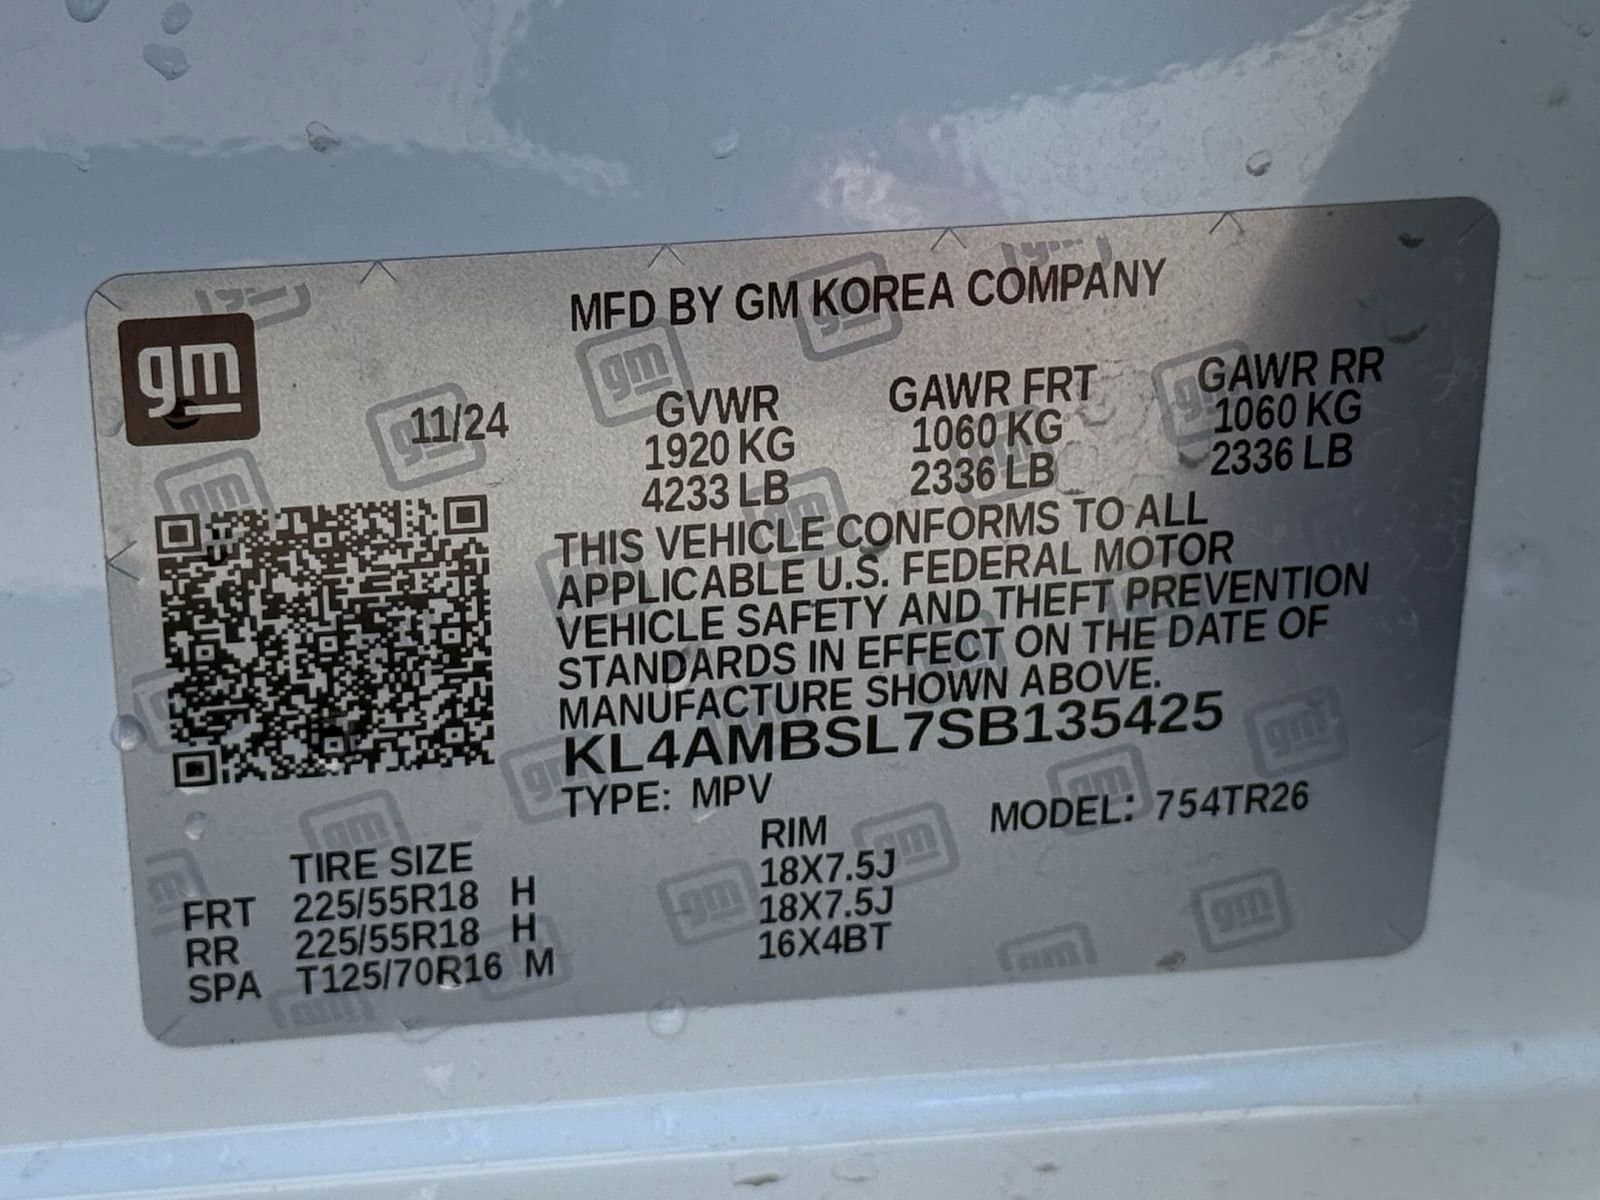 MFD BY GM KOREA COMPANY
gm
11/24
GVWR GAWR FRT GAWR RR
1920 KG 1060 KG 1060 KG
4233 LB 2336 LB 2336 LB
THIS VEHICLE CONFORMS TO ALL
APPLICABLE U.S. FEDERAL MOTOR
VEHICLE SAFETY AND THEFT PREVENTION
STANDARDS IN EFFECT ON THE DATE OF
MANUFACTURE SHOWN ABOVE.
KL4AMBSL7SB135425
TYPE: MPV MODEL: 754TR26
TIRE SIZE RIM
FRT 225/55R18 H 18X7.5J
RR 225/55R18 H 18X7.5J
SPA T125/70R16 M 16X4BT